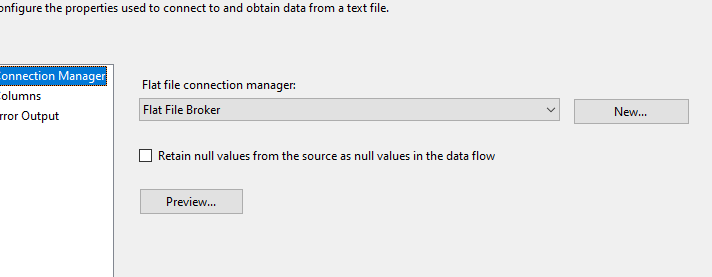 onfigure the properties used to connect to and obtain data from a text file.
onnection Manager
olumns
rror Output
Flat file connection manager:
Flat File Broker
New...
Retain null values from the source as null values in the data flow
Preview...